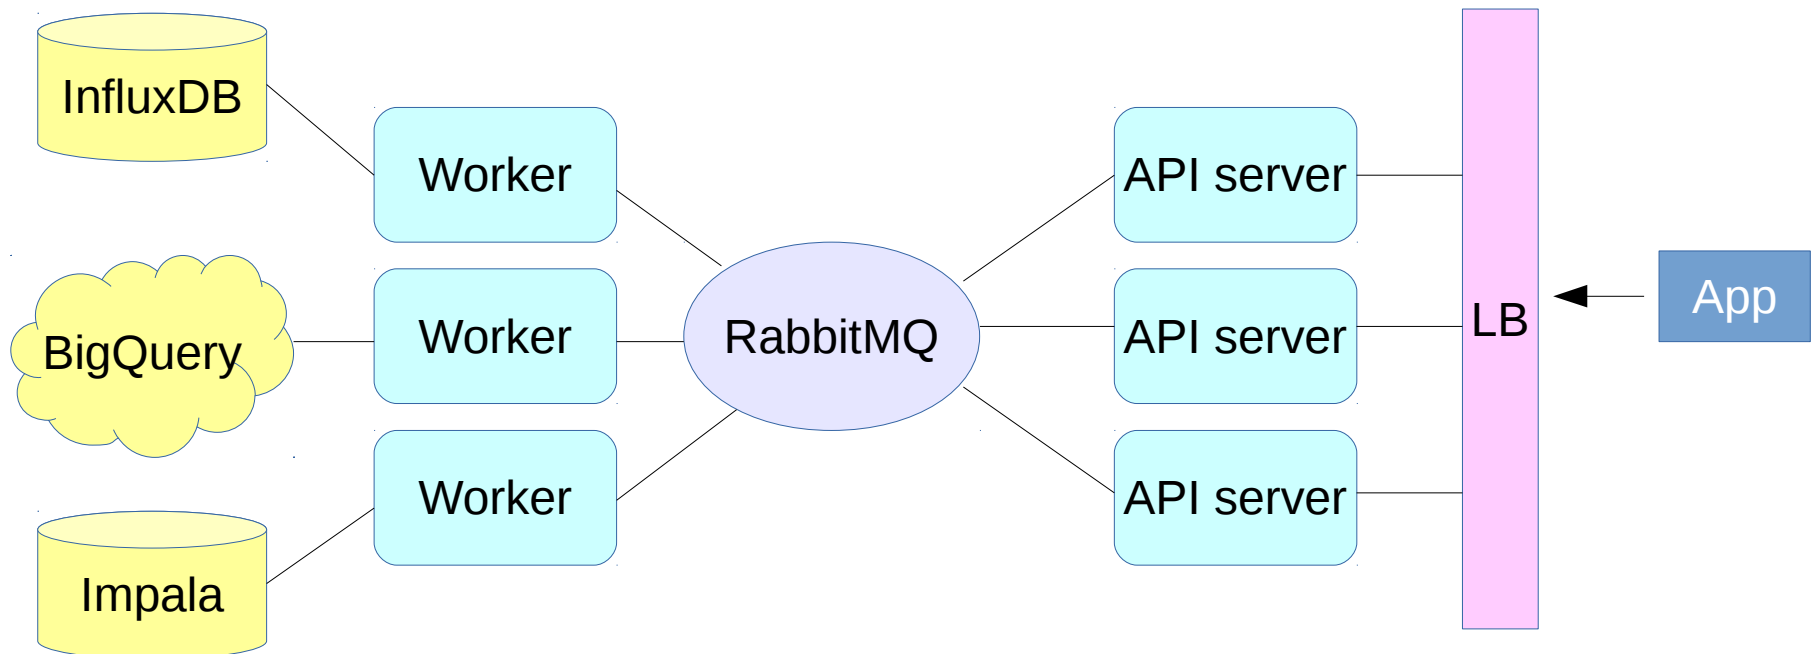 InfluxDB
Worker
API server
BigQuery
Worker
RabbitMQ
API server
LB
App
Worker
API server
Impala